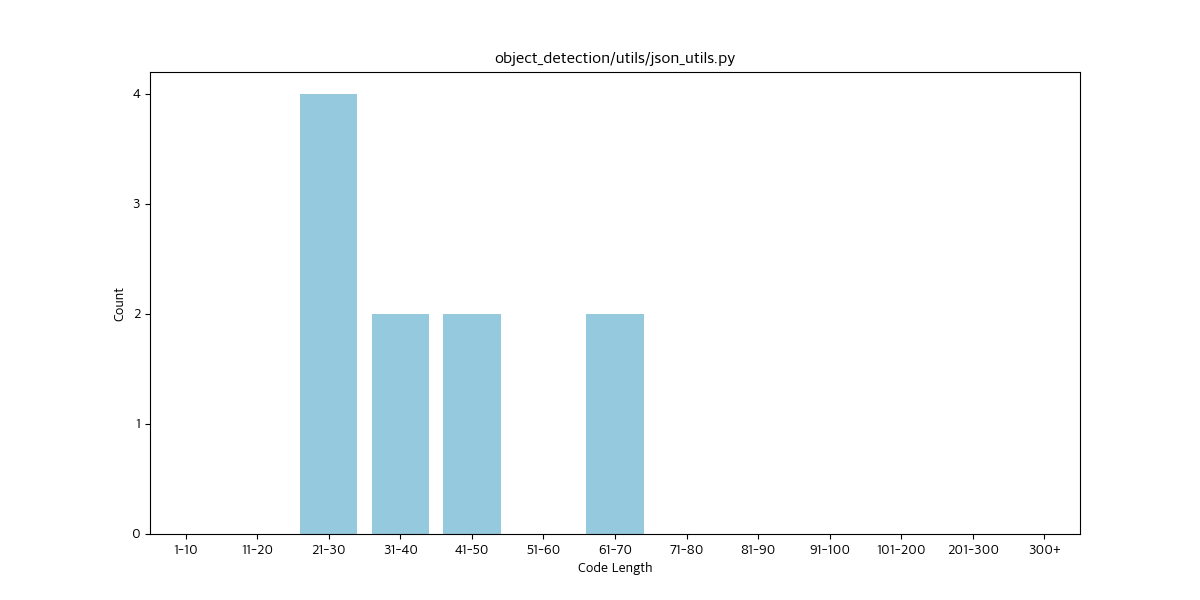 object_detection/utils/json_utils.py
4
3
2
1
0
Count
1-10 11-20 21-30 31-40 41-50 51-60 61-70 71-80 81-90 91-100 101-200 201-300 300+
Code Length